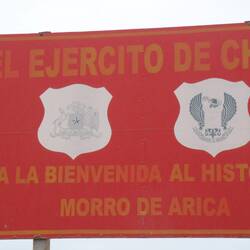 EL EJERCITO DE CH
A LA BIENVENIDA AL HISTO
MORRO DE ARICA